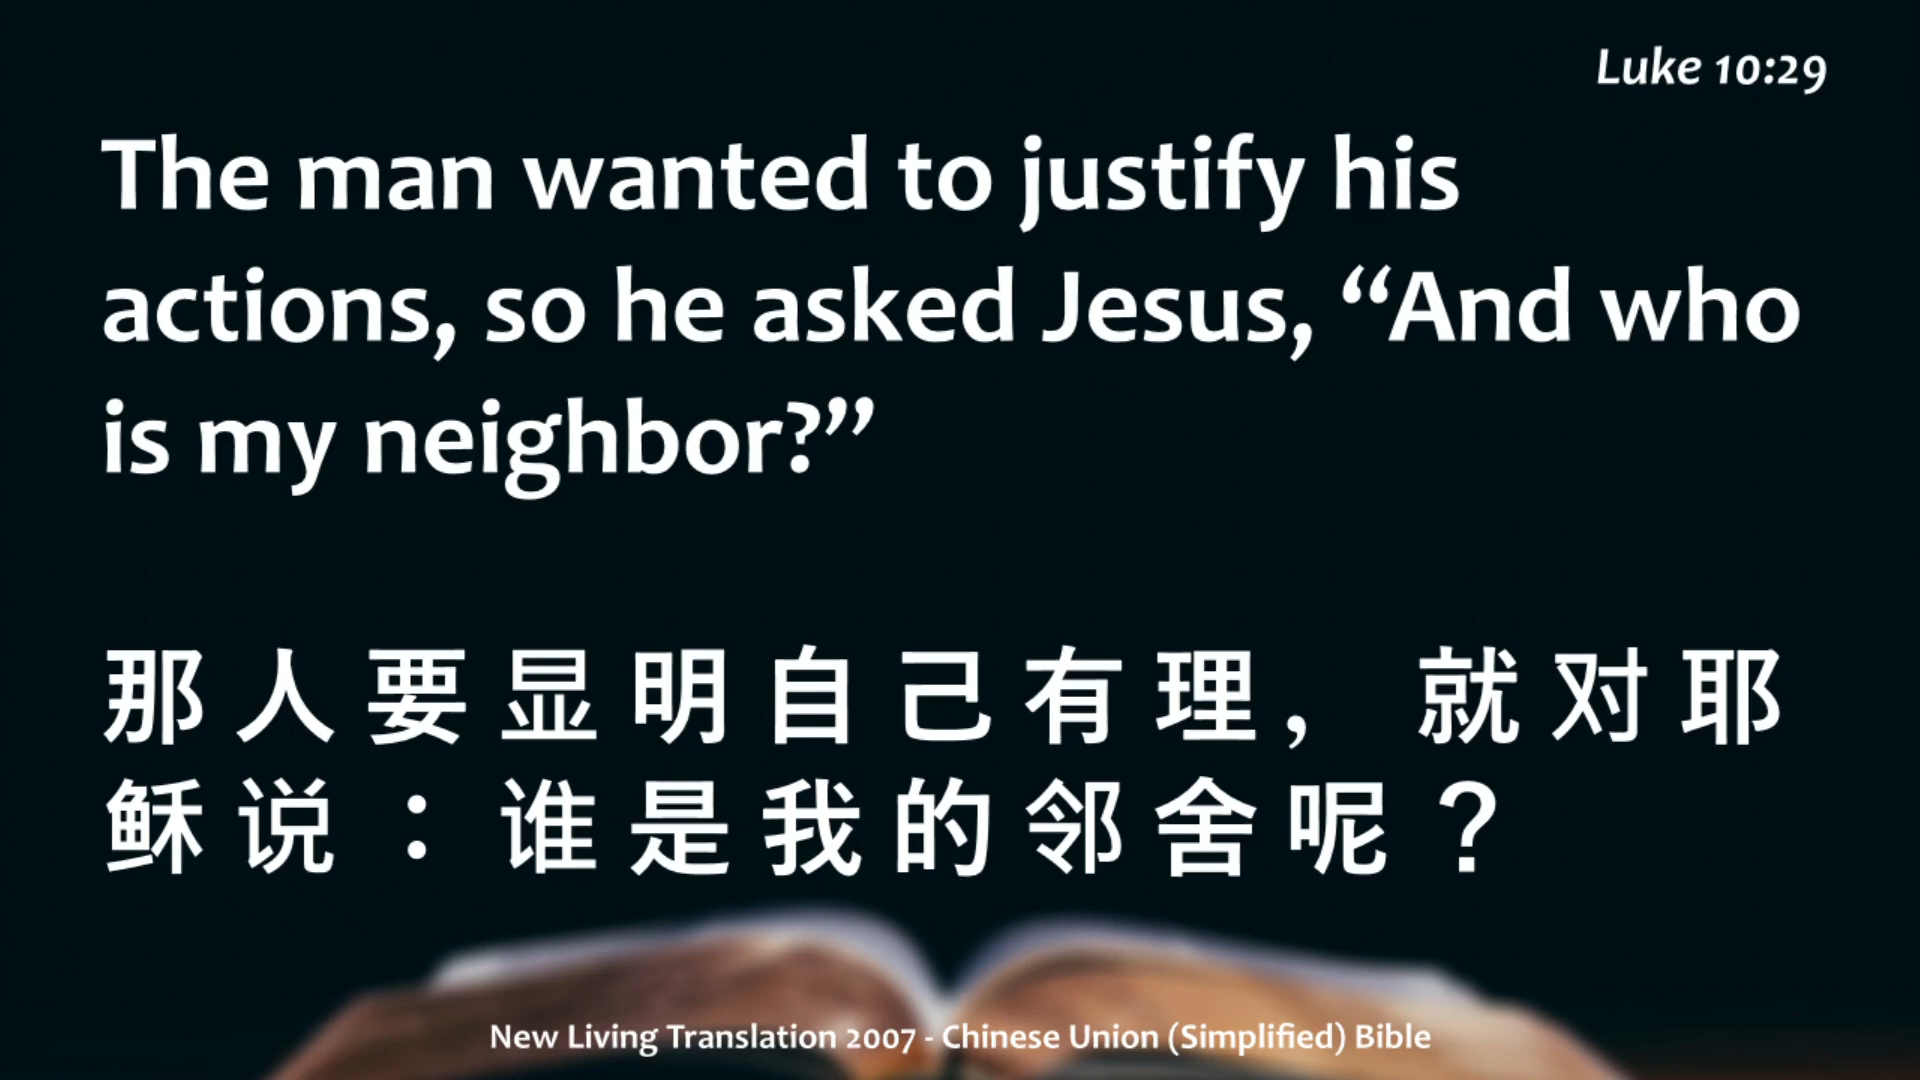 Luke 10:29
The man wanted to justify his
actions, so he asked Jesus, “And who
is my neighbor?”
那人要显明自己有理，就对耶
稣说：谁是我的邻舍呢？
New Living Translation 2007 - Chinese Union (Simplified) Bible